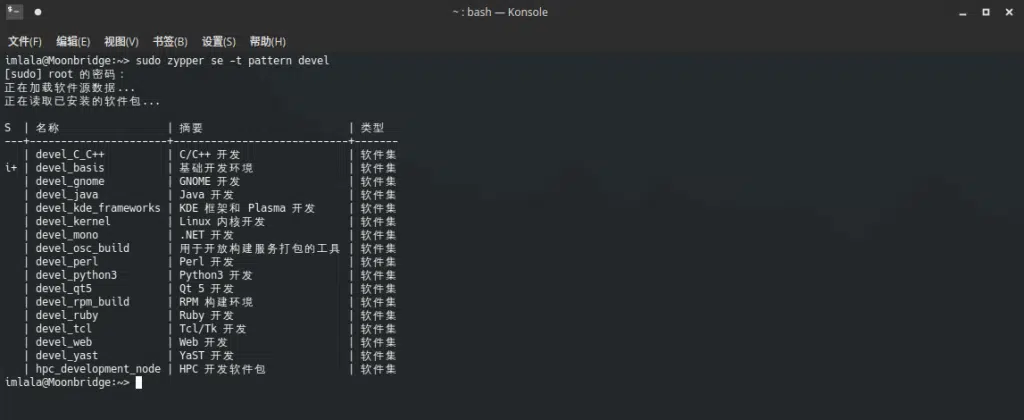 ~ : bash — Konsole
文件(F) 编辑(E) 视图(V) 书签(B) 设置(S) 帮助(H)
imlala@Moonbridge:~> sudo zypper se -t pattern devel
[sudo] root 的密码：
正在加载软件源数据...
正在读取已安装的软件包...
S | 名称 | 摘要 | 类型
---+----------------------+----------------------------+-------
| devel_C_C++ | C/C++ 开发 | 软件集
i+ | devel_basis | 基础开发环境 | 软件集
| devel_gnome | GNOME 开发 | 软件集
| devel_java | Java 开发 | 软件集
| devel_kde_frameworks | KDE 框架和 Plasma 开发 | 软件集
| devel_kernel | Linux 内核开发 | 软件集
| devel_mono | .NET 开发 | 软件集
| devel_osc_build | 用于开放构建服务打包的工具 | 软件集
| devel_perl | Perl 开发 | 软件集
| devel_python3 | Python3 开发 | 软件集
| devel_qt5 | Qt 5 开发 | 软件集
| devel_rpm_build | RPM 构建环境 | 软件集
| devel_ruby | Ruby 开发 | 软件集
| devel_tcl | Tcl/Tk 开发 | 软件集
| devel_web | Web 开发 | 软件集
| devel_yast | YaST 开发 | 软件集
| hpc_development_node | HPC 开发软件包 | 软件集
imlala@Moonbridge:~>